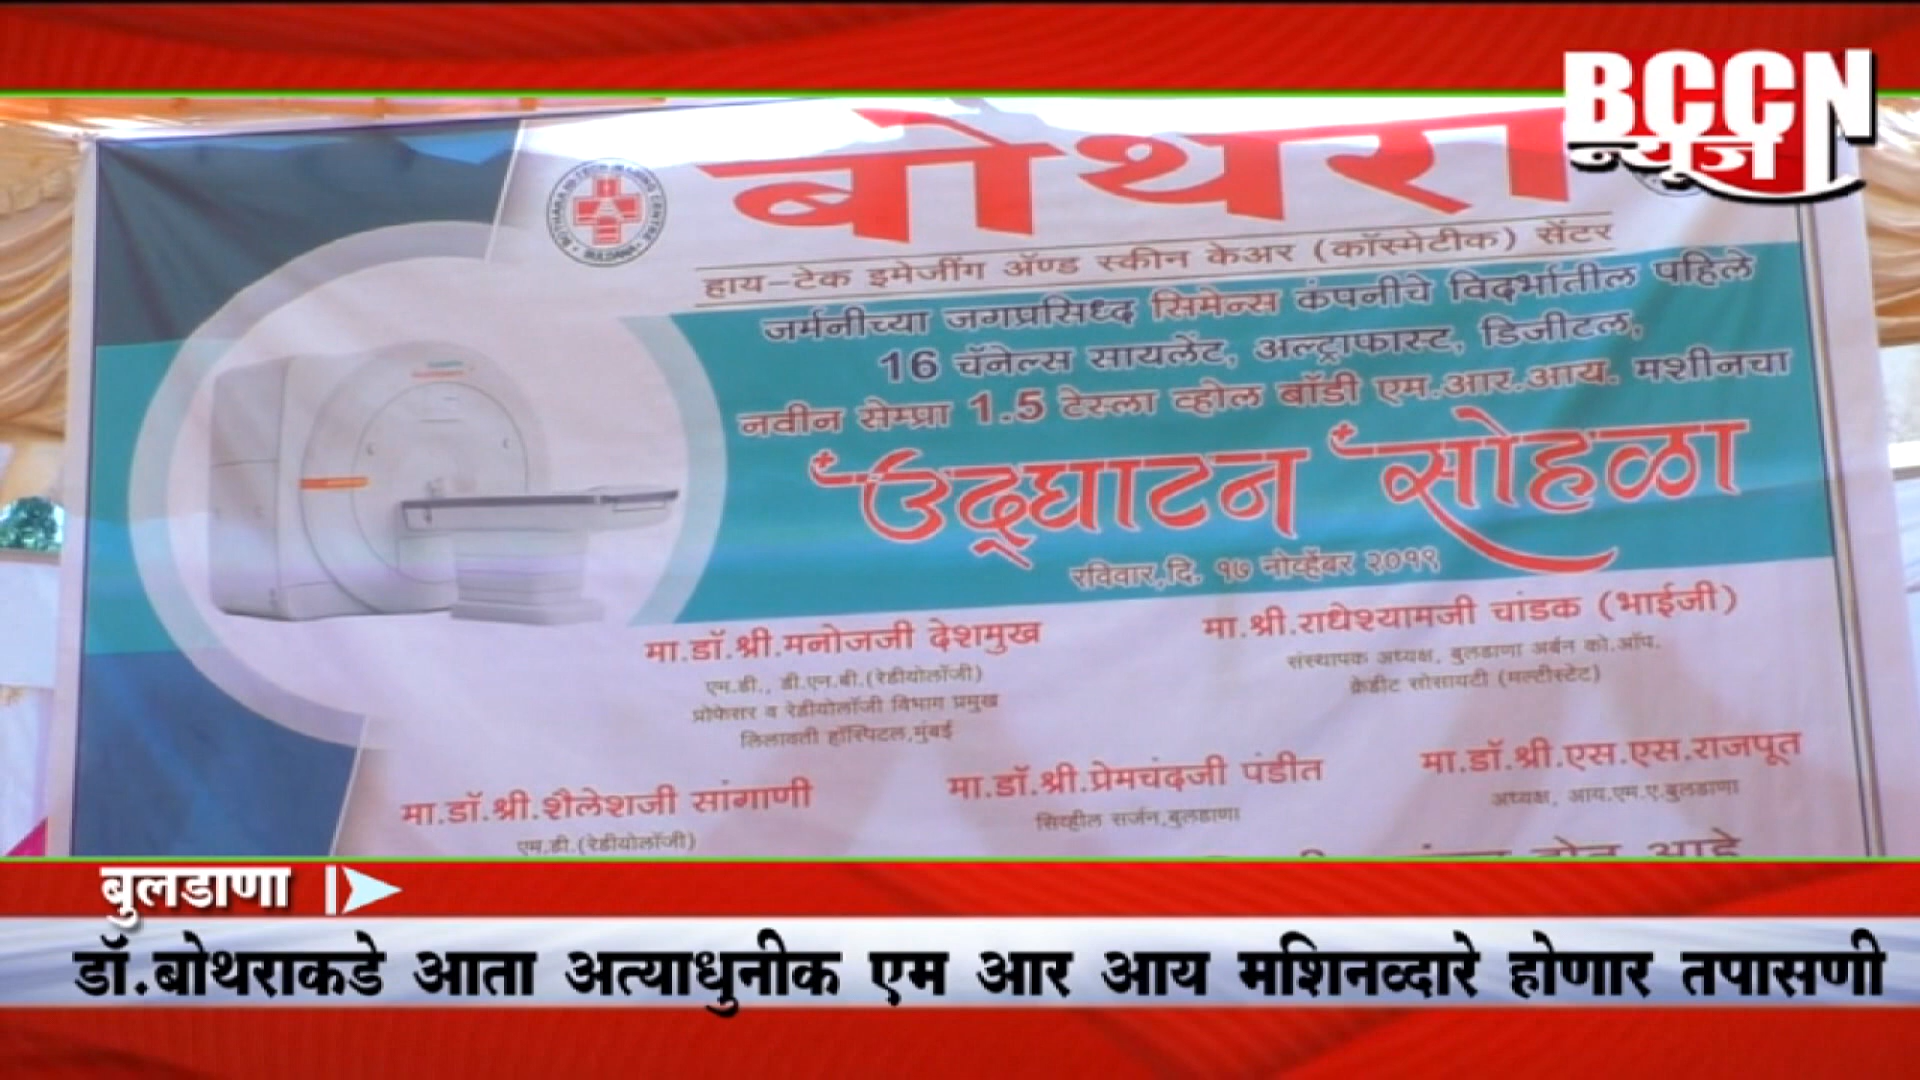 BCCN
न्यूज
बोथरा
हाय-टेक इमेजींग ॲण्ड स्कीन केअर (कॉस्मेटीक) सेंटर
जर्मनीच्या जगप्रसिध्द सिमेन्स कंपनीचे विदर्भातील पहिले
16 चॅनेल्स सायलेंट, अल्ट्राफास्ट, डिजीटल,
नवीन सेम्प्रा 1.5 टेस्ला व्होल बॉडी एम.आर.आय. मशीनचा
उद्घाटन सोहळा
रविवार,दि. १७ नोव्हेंबर २०१९
मा.डॉ.श्री.मनोजजी देशमुख
एम.डी., डी.एन.बी.(रेडीयोलॉजी)
प्रोफेसर व रेडीयोलॉजी विभाग प्रमुख
लिलावती हॉस्पिटल,मुंबई
मा.श्री.राधेश्यामजी चांडक (भाईजी)
संस्थापक अध्यक्ष, बुलडाणा अर्बन को.ऑप.
क्रेडीट सोसायटी (मल्टीस्टेट)
मा.डॉ.श्री.शैलेशजी सांगाणी
एम.डी.(रेडीयोलॉजी)
मा.डॉ.श्री.प्रेमचंदजी पंडीत
सिव्हील सर्जन,बुलडाणा
मा.डॉ.श्री.एस.एस.राजपूत
अध्यक्ष, आय.एम.ए.बुलडाणा
होत आहे
बुलडाणा
डॉ.बोथराकडे आता अत्याधुनीक एम आर आय मशिनव्दारे होणार तपासणी